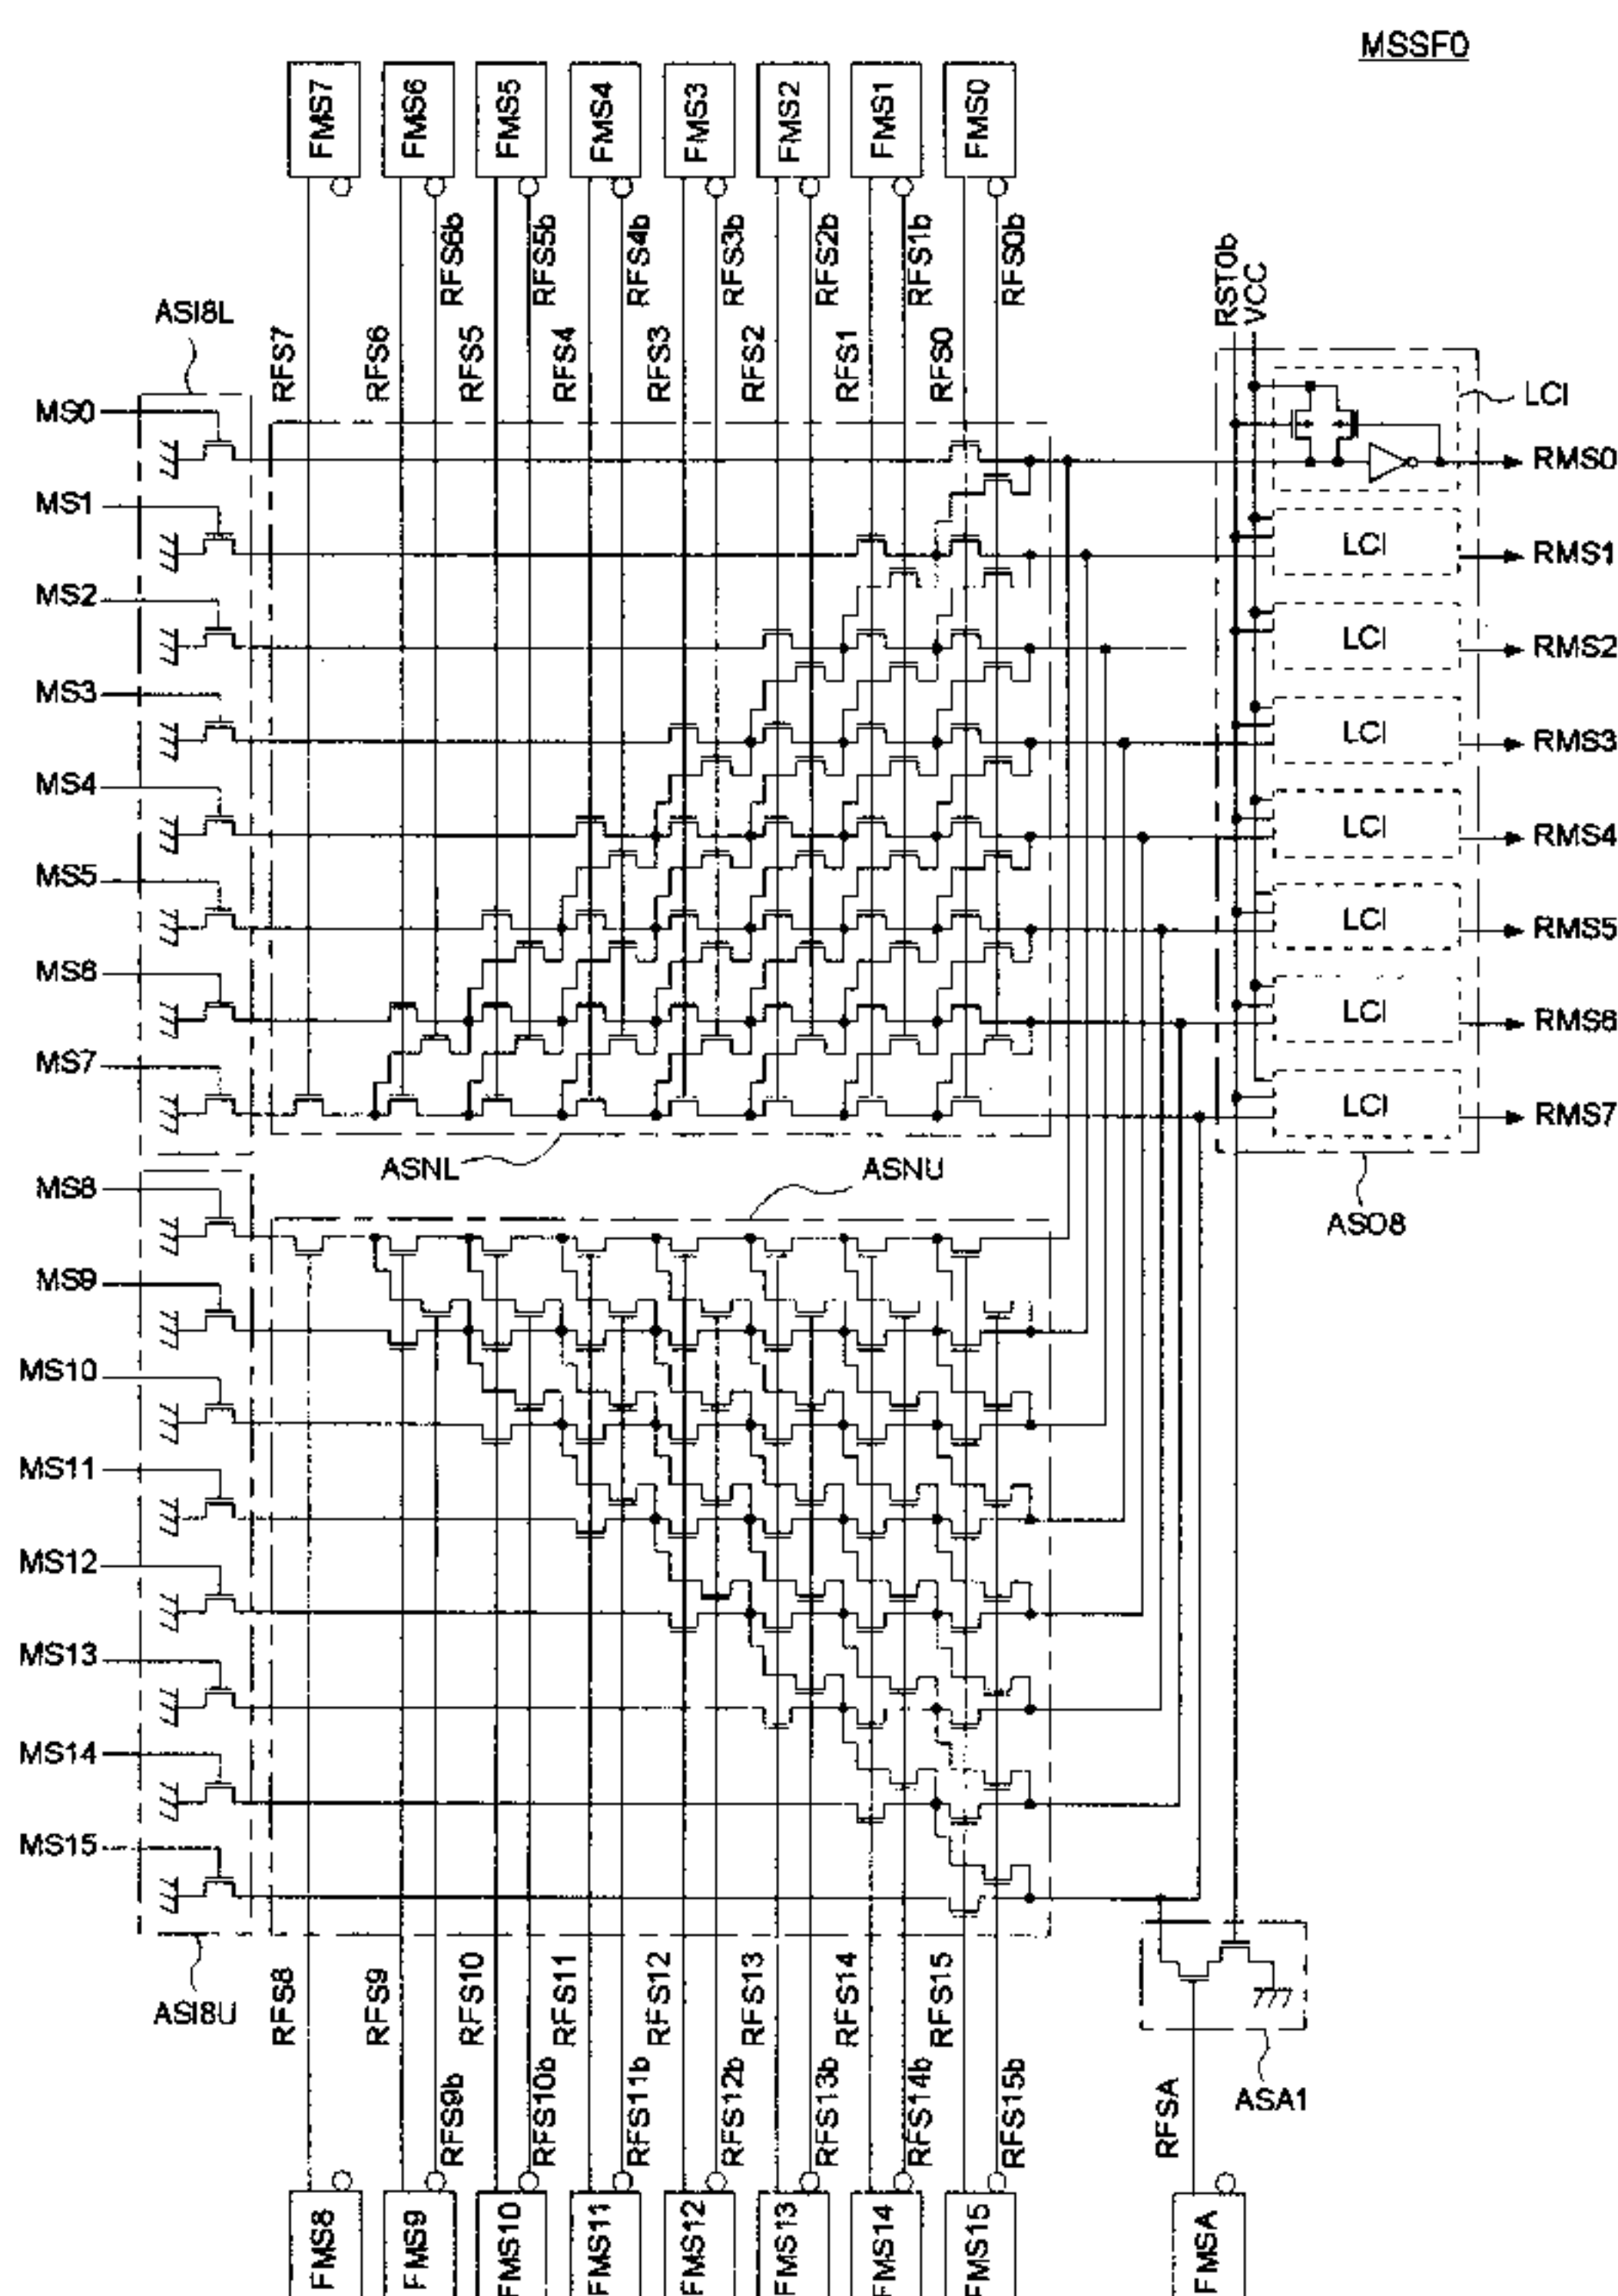 MSSF0
FMS7
FMS6
FMS5
FMS4
FMS3
FMS2
FMS1
FMS0
RFS6b
RFS5b
RFS4b
RFS3b
RFS2b
RFS1b
RFS0b
RST0b
VCC
ASI8L
RFS7
RFS6
RFS5
RFS4
RFS3
RFS2
RFS1
RFS0
LCI
MS0
RMS0
MS1
LCI
RMS1
MS2
LCI
RMS2
MS3
LCI
RMS3
MS4
LCI
RMS4
MS5
LCI
RMS5
MS6
LCI
RMS6
MS7
LCI
RMS7
ASNL
ASNU
MS8
ASO8
MS9
MS10
MS11
MS12
MS13
MS14
MS15
ASI8U
RFS8
RFS9
RFS10
RFS11
RFS12
RFS13
RFS14
RFS15
RFS9b
RFS10b
RFS11b
RFS12b
RFS13b
RFS14b
RFS15b
RFSA
ASA1
FMS8
FMS9
FMS10
FMS11
FMS12
FMS13
FMS14
FMS15
FMSA